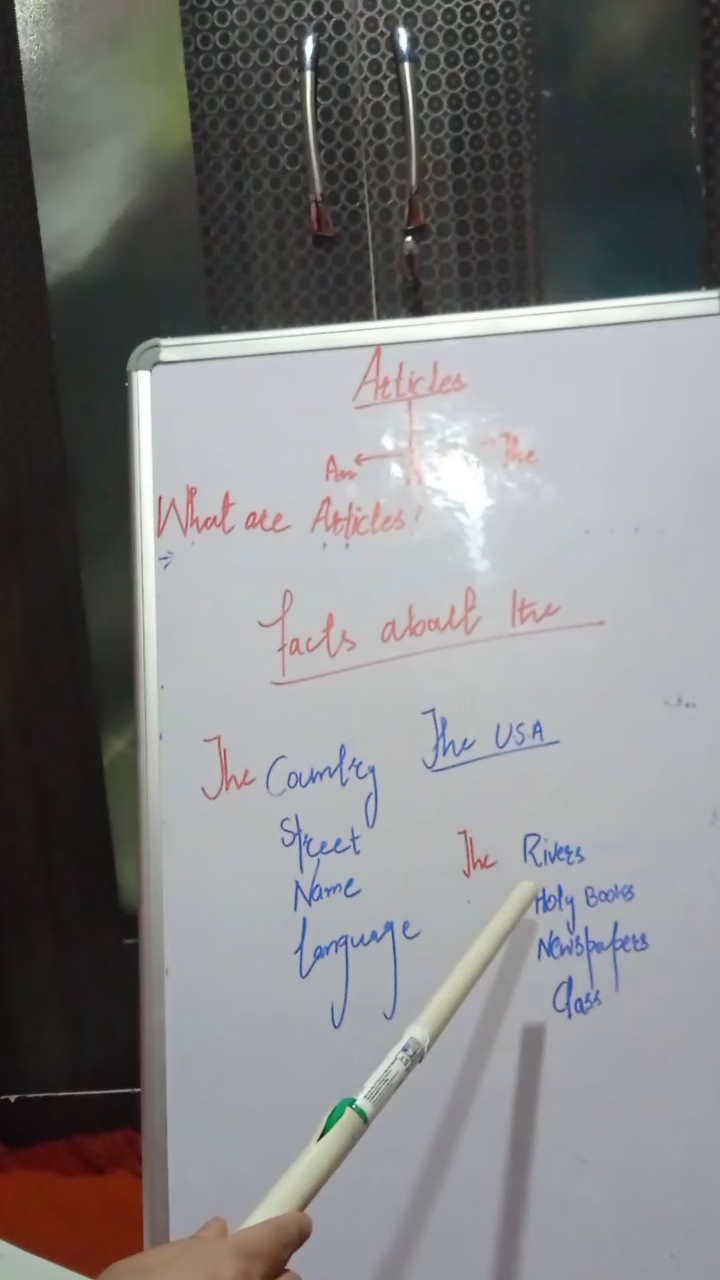 Articles
An The
What are Articles?
facts about the
The Country The U.S.A
Street
The Rivers
Name
Holy Books
language
Newspapers
Class